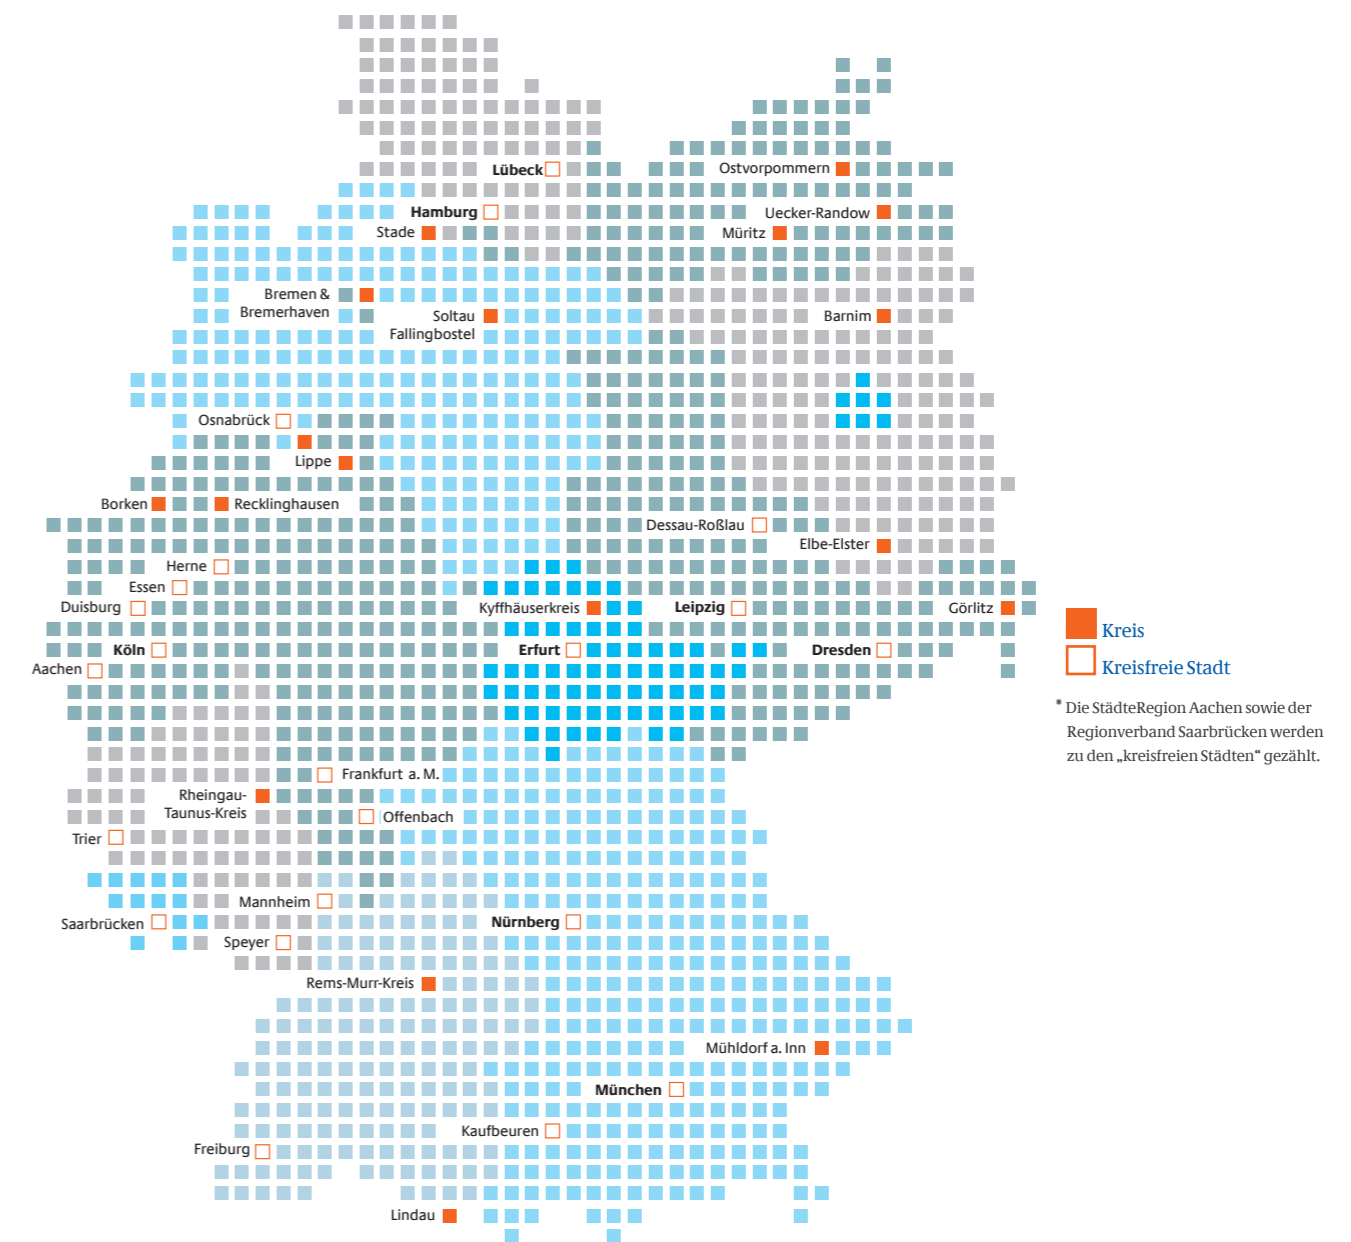 Lübeck
Ostvorpommern
Hamburg
Uecker-Randow
Stade
Müritz
Bremen &
Bremerhaven
Soltau
Fallingbostel
Barnim
Osnabrück
Lippe
Borken
Recklinghausen
Dessau-Roßlau
Elbe-Elster
Herne
Essen
Duisburg
Kyffhäuserkreis
Leipzig
Görlitz
Kreis
Köln
Erfurt
Dresden
Aachen
Kreisfreie Stadt
* Die StädteRegion Aachen sowie der
Regionverband Saarbrücken werden
zu den „kreisfreien Städten“ gezählt.
Frankfurt a. M.
Rheingau-
Taunus-Kreis
Offenbach
Trier
Mannheim
Saarbrücken
Nürnberg
Speyer
Rems-Murr-Kreis
Mühldorf a. Inn
München
Kaufbeuren
Freiburg
Lindau